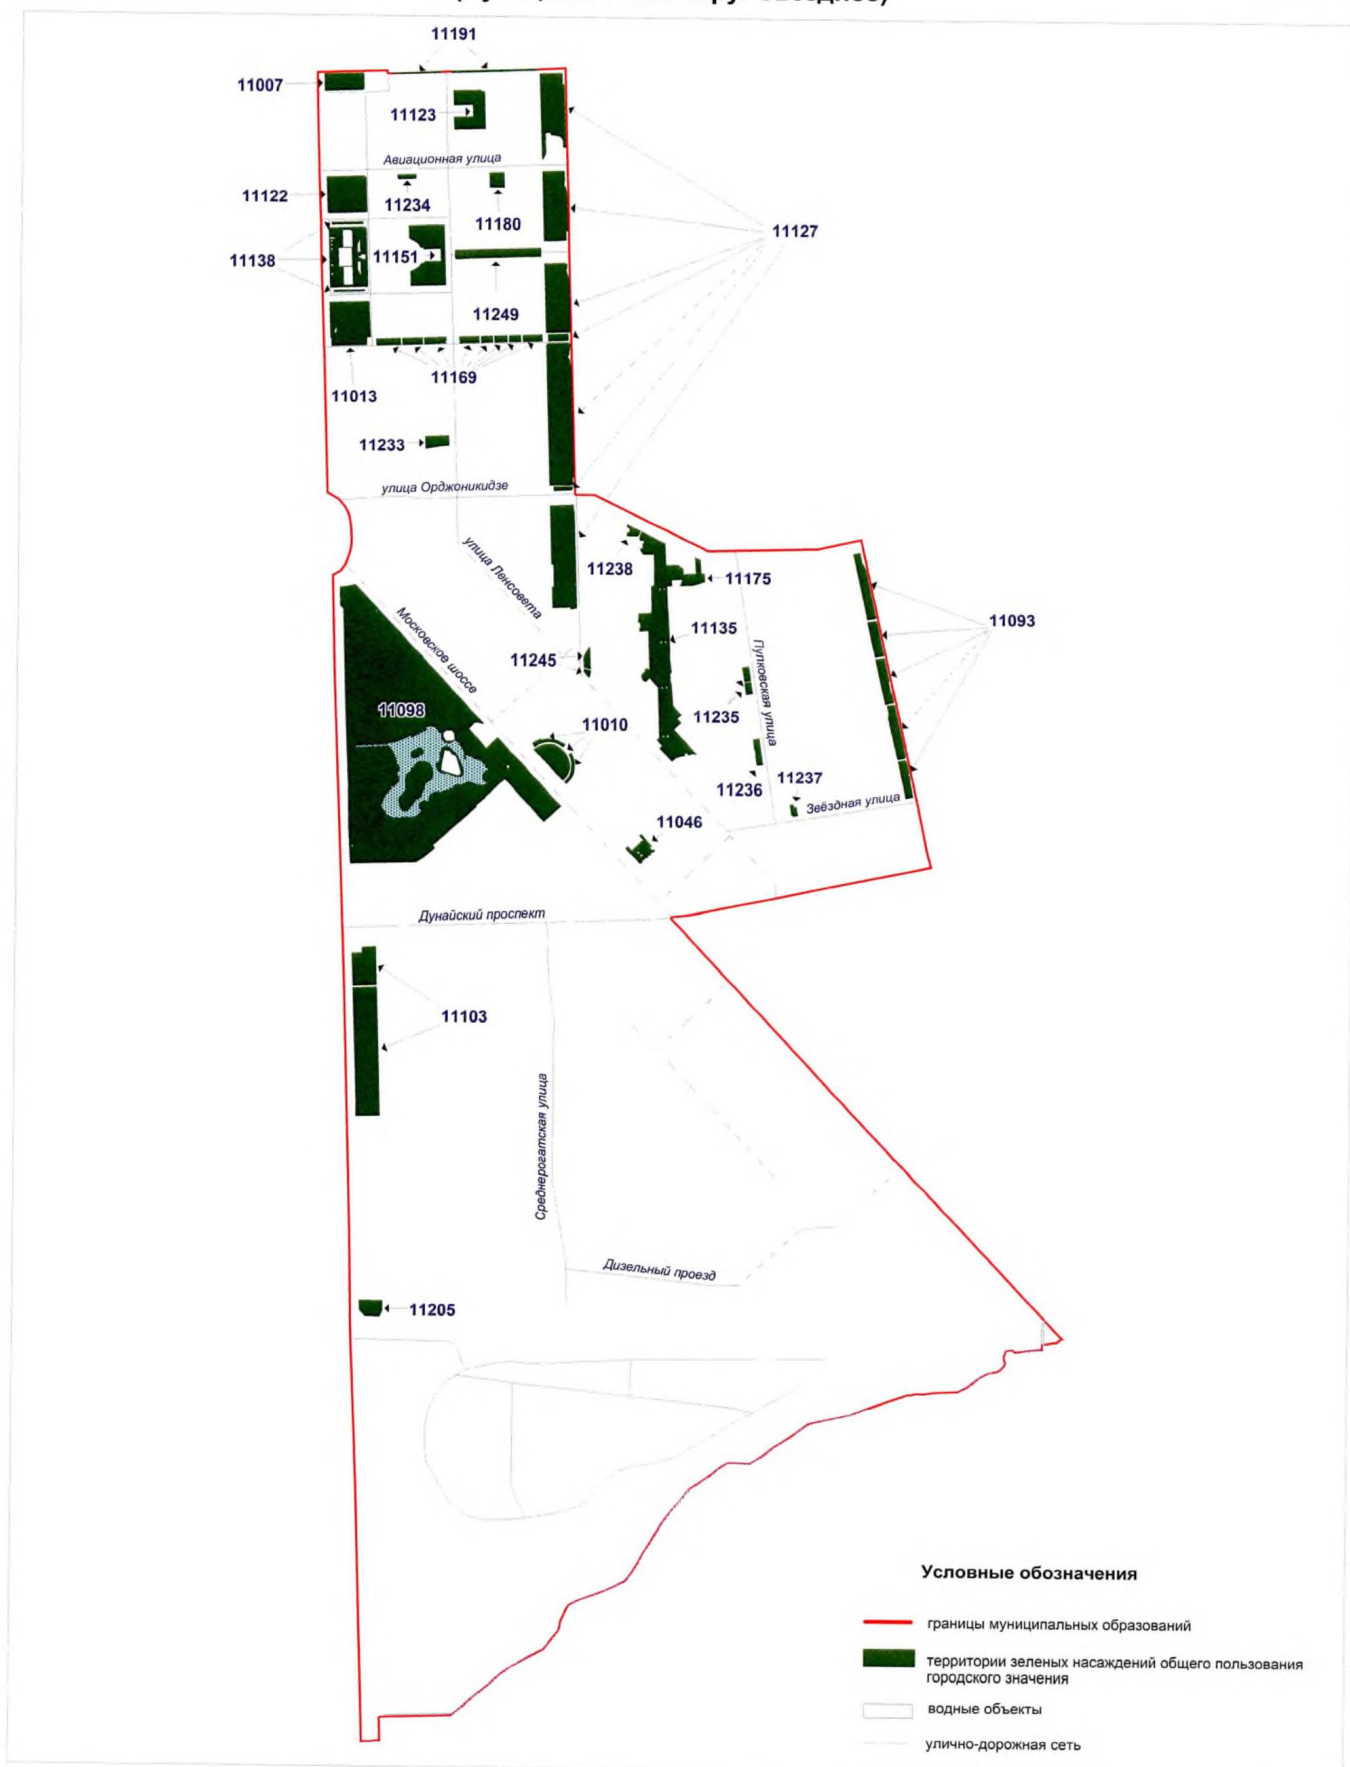 11191
11007
11123
Авиационная улица
11122
11234
11180
11127
11138
11151
11249
11169
11013
11233
улица Орджоникидзе
улица Ленсовета
11238
11175
11093
Московское шоссе
11135
11245
Пулковская улица
11098
11010
11235
11236
11237
Звёздная улица
11046
Дунайский проспект
11103
Среднерогатская улица
Дизельный проезд
11205
Условные обозначения
границы муниципальных образований
территории зеленых насаждений общего пользования
городского значения
водные объекты
улично-дорожная сеть